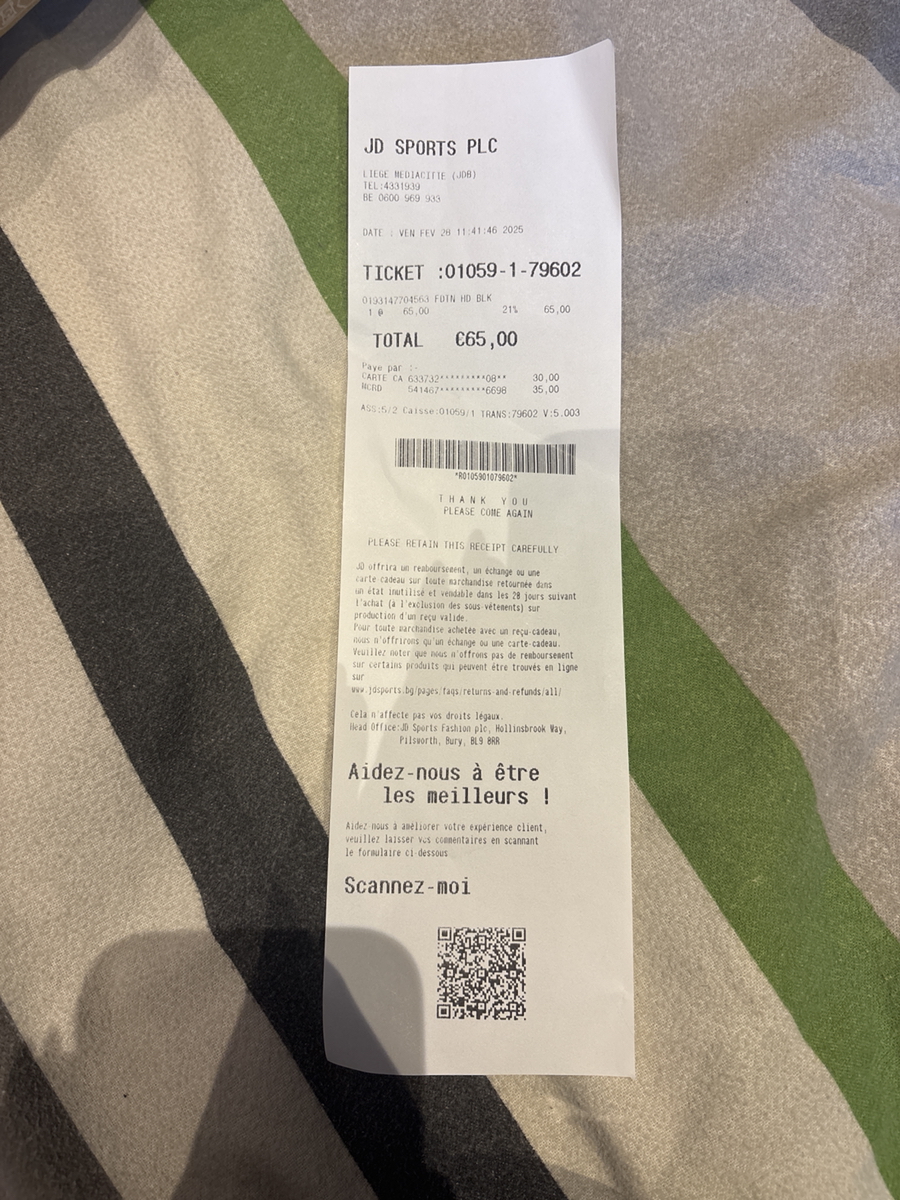 JD SPORTS PLC
LIEGE MEDIACITIE (JDB)
TEL:4331939
BE 0600 969 933
DATE : VEN FEV 28 11:41:46 2025
TICKET :01059-1-79602
0193147704563 FDTN HD BLK
1 @ 65,00 21% 65,00
TOTAL €65,00
Paye par :-
CARTE CA 633732*********08** 30,00
NCRD 541467*********6698 35,00
ASS:5/2 Caisse:01059/1 TRANS:79602 V:5.003
*R0105901079602*
THANK YOU
PLEASE COME AGAIN
PLEASE RETAIN THIS RECEIPT CAREFULLY
JD offrira un remboursement, un échange ou une
carte cadeau sur toute marchandise retournée dans
un état inutilisé et vendable dans les 28 jours suivant
l'achat (à l'exclusion des sous-vêtements) sur
production d'un reçu valide.
Pour toute marchandise achetée avec un reçu-cadeau,
nous n'offrirons qu'un échange ou une carte-cadeau.
Veuillez noter que nous n'offrons pas de remboursement
sur certains produits qui peuvent être trouvés en ligne
sur
www.jdsports.bg/pages/faqs/returns-and-refunds/all/
Cela n'affecte pas vos droits légaux.
Head Office:JD Sports Fashion plc, Hollinsbrook Way,
Pilsworth, Bury, BL9 8RR
Aidez-nous à être
les meilleurs !
Aidez-nous à améliorer votre expérience client,
veuillez laisser vos commentaires en scannant
le formulaire ci-dessous
Scannez-moi